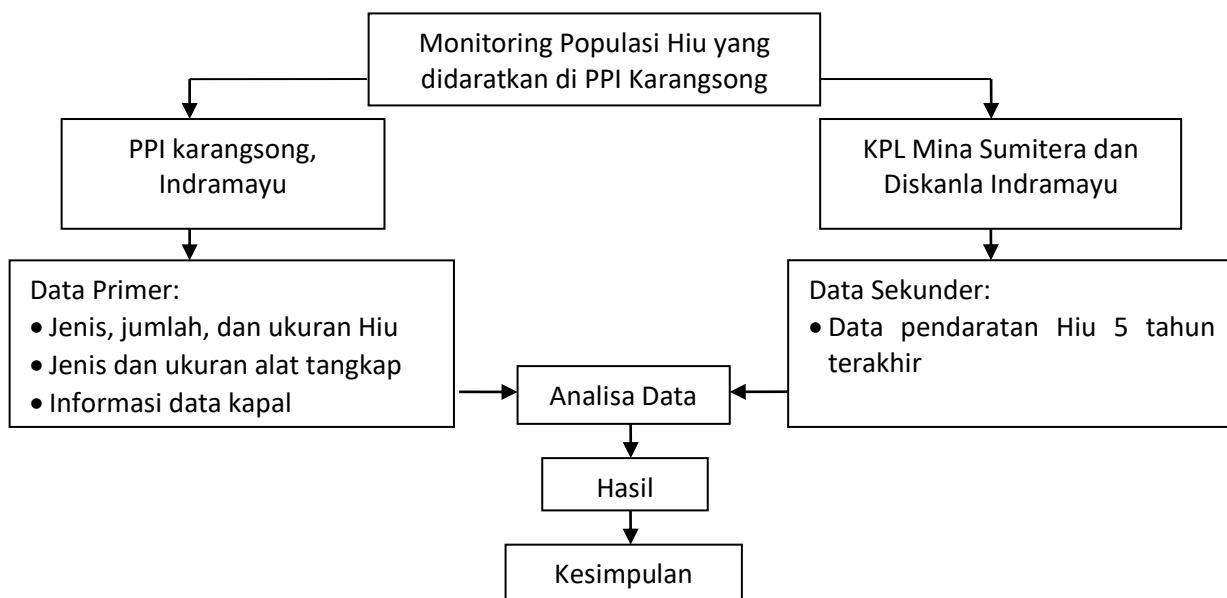 Monitoring Populasi Hiu yang
didaratkan di PPI Karangsong
PPI karangsong,
Indramayu
KPL Mina Sumitera dan
Diskanla Indramayu
Data Primer:
• Jenis, jumlah, dan ukuran Hiu
• Jenis dan ukuran alat tangkap
• Informasi data kapal
Data Sekunder:
• Data pendaratan Hiu 5 tahun
terakhir
Analisa Data
Hasil
Kesimpulan